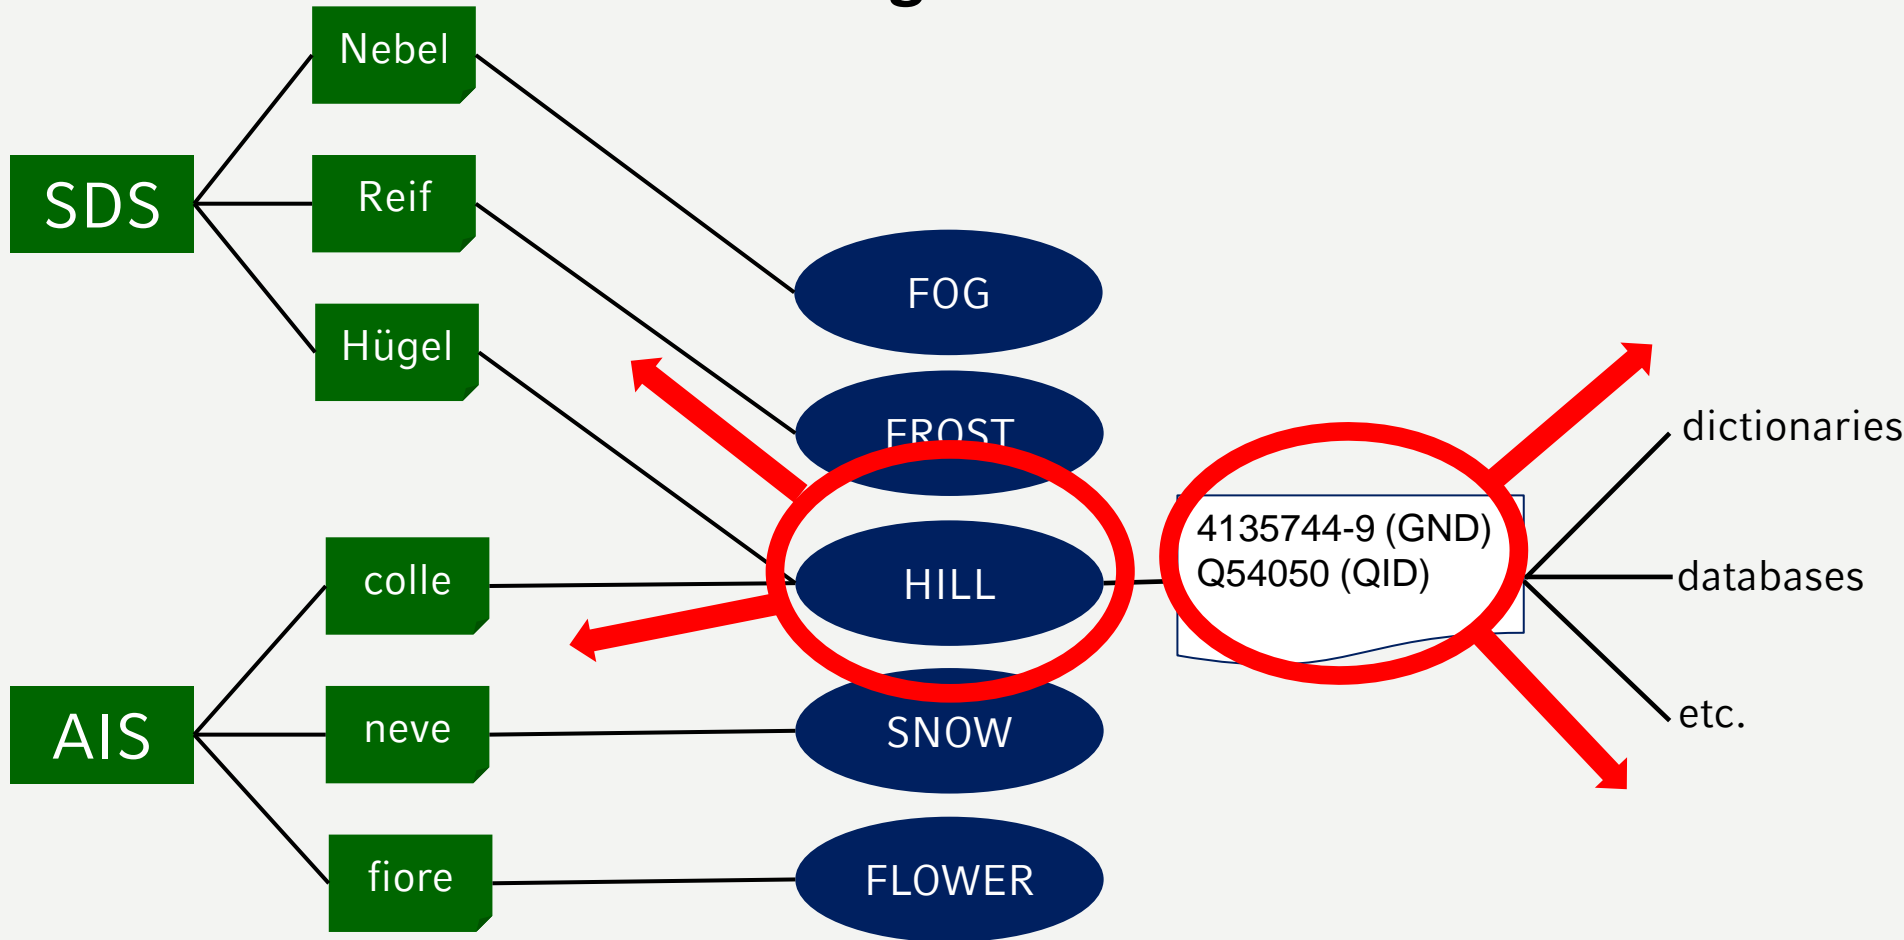 Nebel
SDS
Reif
Hügel
FOG
FROST
HILL
SNOW
FLOWER
colle
AIS
neve
fiore
4135744-9 (GND)
Q54050 (QID)
dictionaries
databases
etc.